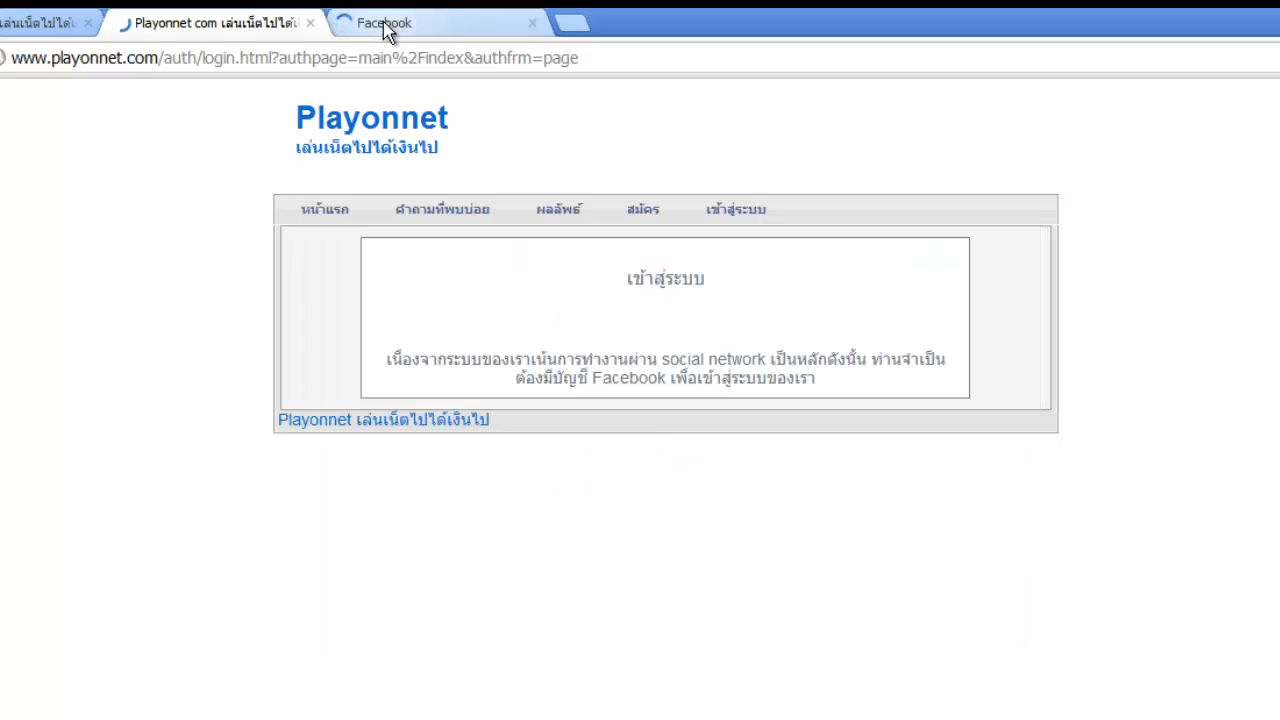 ล่นเน็ตไปได้เ
Playonnet com เล่นเน็ตไปได้เ
Facebook
www.playonnet.com/auth/login.html?authpage=main%2Findex&authfrm=page
Playonnet
เล่นเน็ตไปได้เงินไป
หน้าแรก คำถามที่พบบ่อย ผลลัพธ์ สมัคร เข้าสู่ระบบ
เข้าสู่ระบบ
เนื่องจากระบบของเราเน้นการทำงานผ่าน social network เป็นหลักดังนั้น ท่านจำเป็น
ต้องมีบัญชี Facebook เพื่อเข้าสู่ระบบของเรา
Playonnet เล่นเน็ตไปได้เงินไป